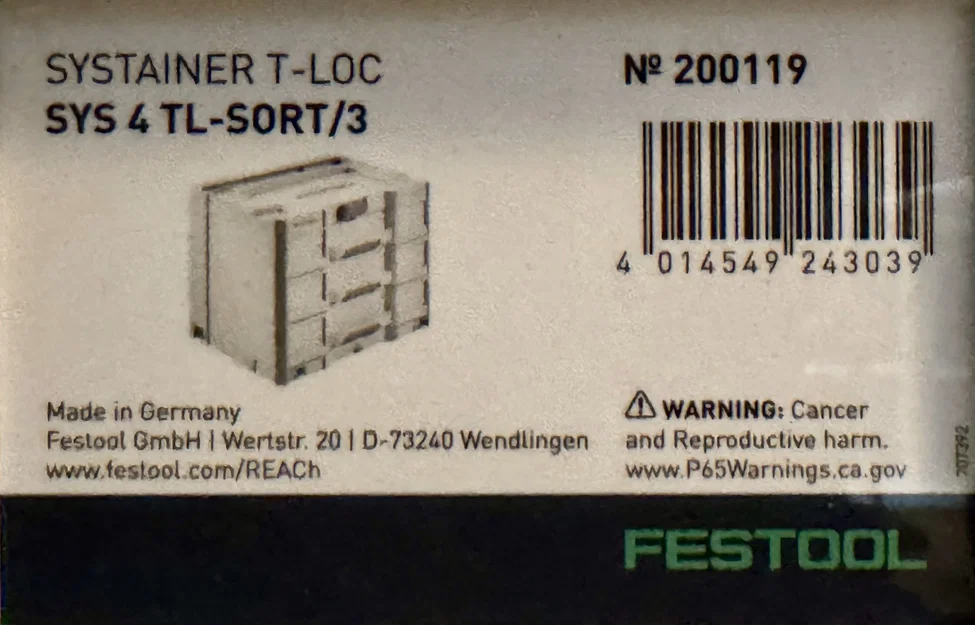 SYSTAINER T-LOC
SYS 4 TL-SORT/3
Nº 200119
4 014549 243039
Made in Germany
Festool GmbH | Wertstr. 20 | D-73240 Wendlingen
www.festool.com/REACh
⚠ WARNING: Cancer
and Reproductive harm.
www.P65Warnings.ca.gov
707392
FESTOOL